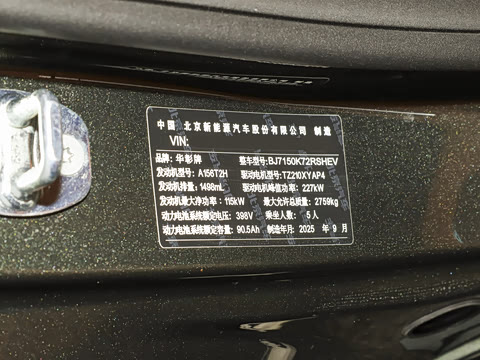 中国 北京新能源汽车股份有限公司 制造
VIN:
品牌: 华彰牌 整车型号: BJ7150K72RSHEV
发动机型号: A156T2H 驱动电机型号: TZ210XYAP4
发动机排量: 1498mL 驱动电机峰值功率: 227kW
发动机最大净功率: 115kW 最大允许总质量: 2759kg
动力电池系统额定电压: 398V 乘坐人数: 5人
动力电池系统额定容量: 90.5Ah 制造年月: 2025 年 9 月